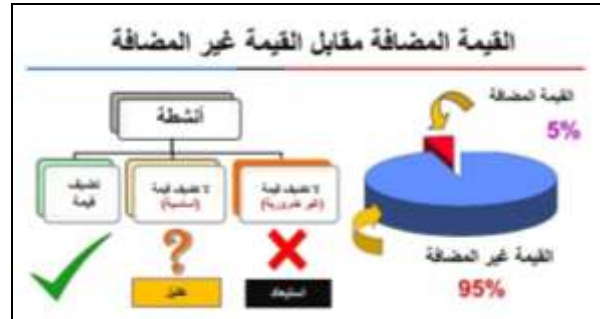 القيمة المضافة مقابل القيمة غير المضافة
القيمة المضافة
5%
أنشطة
تضيف
قيمة
لا تضيف قيمة
(أساسية)
لا تضيف قيمة
(غير ضرورية)
?
تقليل
استبعاد
القيمة غير المضافة
95%